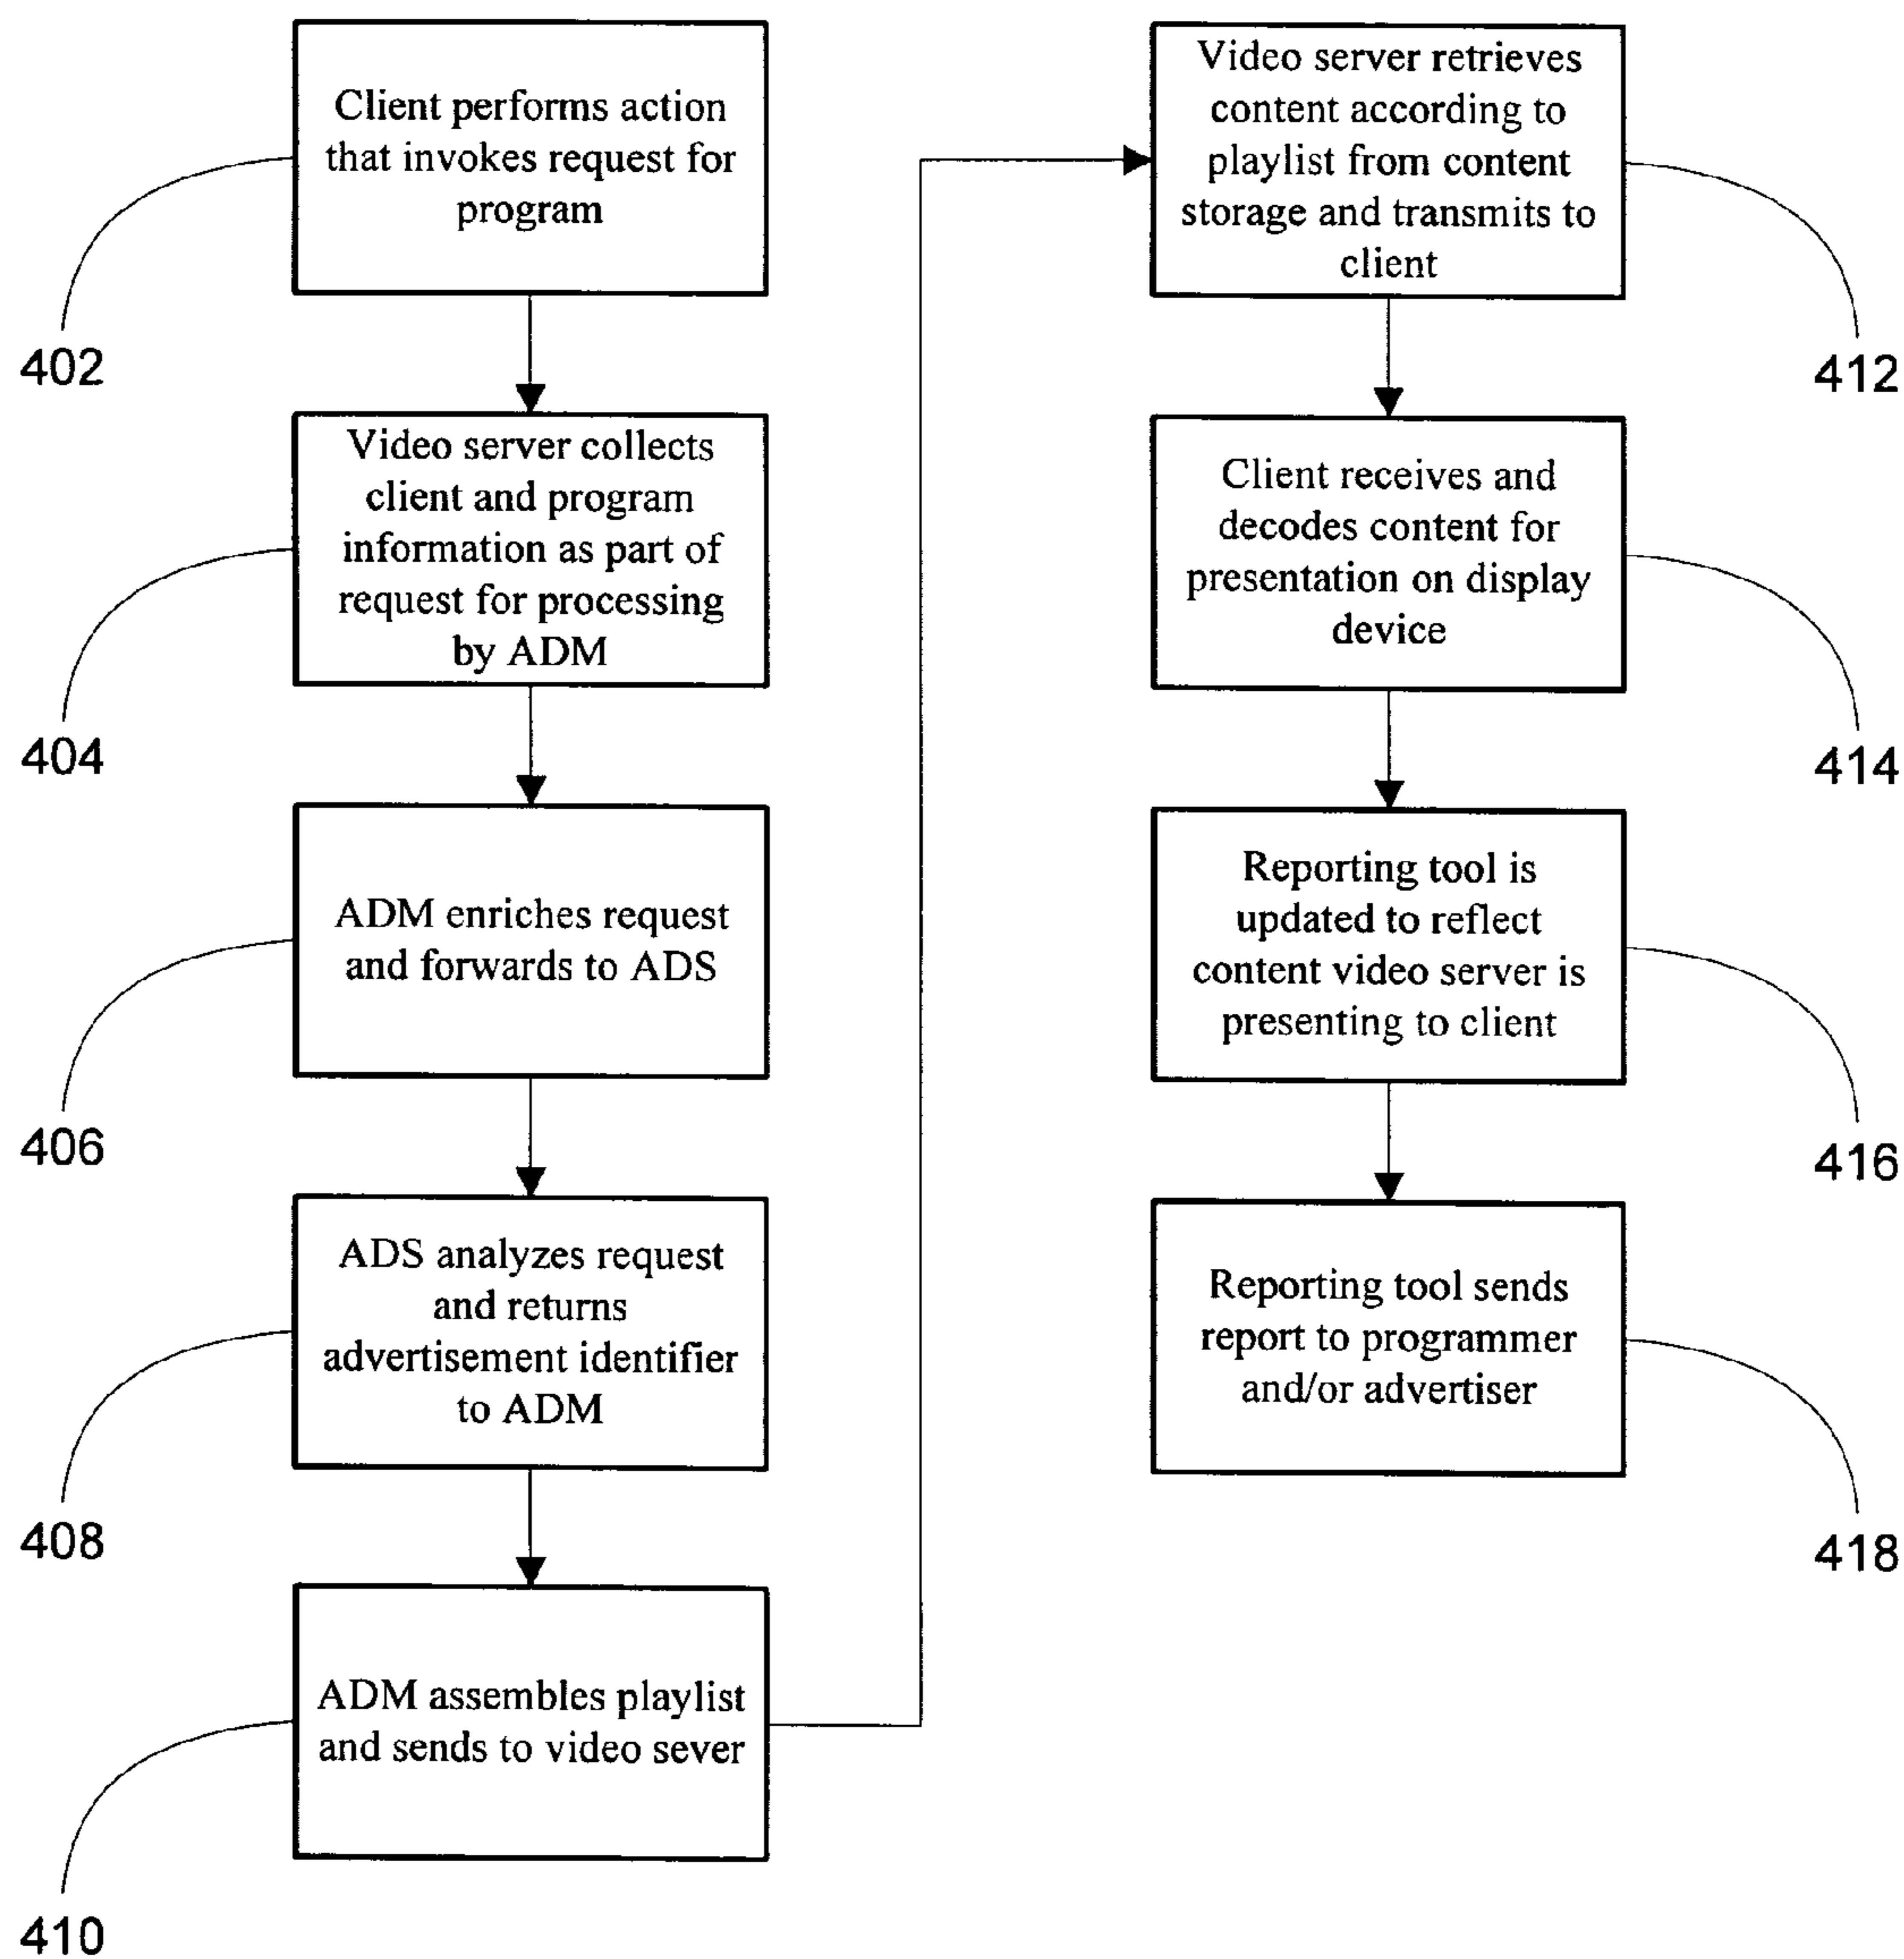 Client performs action
that invokes request for
program
402
Video server collects
client and program
information as part of
request for processing
by ADM
404
ADM enriches request
and forwards to ADS
406
ADS analyzes request
and returns
advertisement identifier
to ADM
408
ADM assembles playlist
and sends to video sever
410
Video server retrieves
content according to
playlist from content
storage and transmits to
client
412
Client receives and
decodes content for
presentation on display
device
414
Reporting tool is
updated to reflect
content video server is
presenting to client
416
Reporting tool sends
report to programmer
and/or advertiser
418